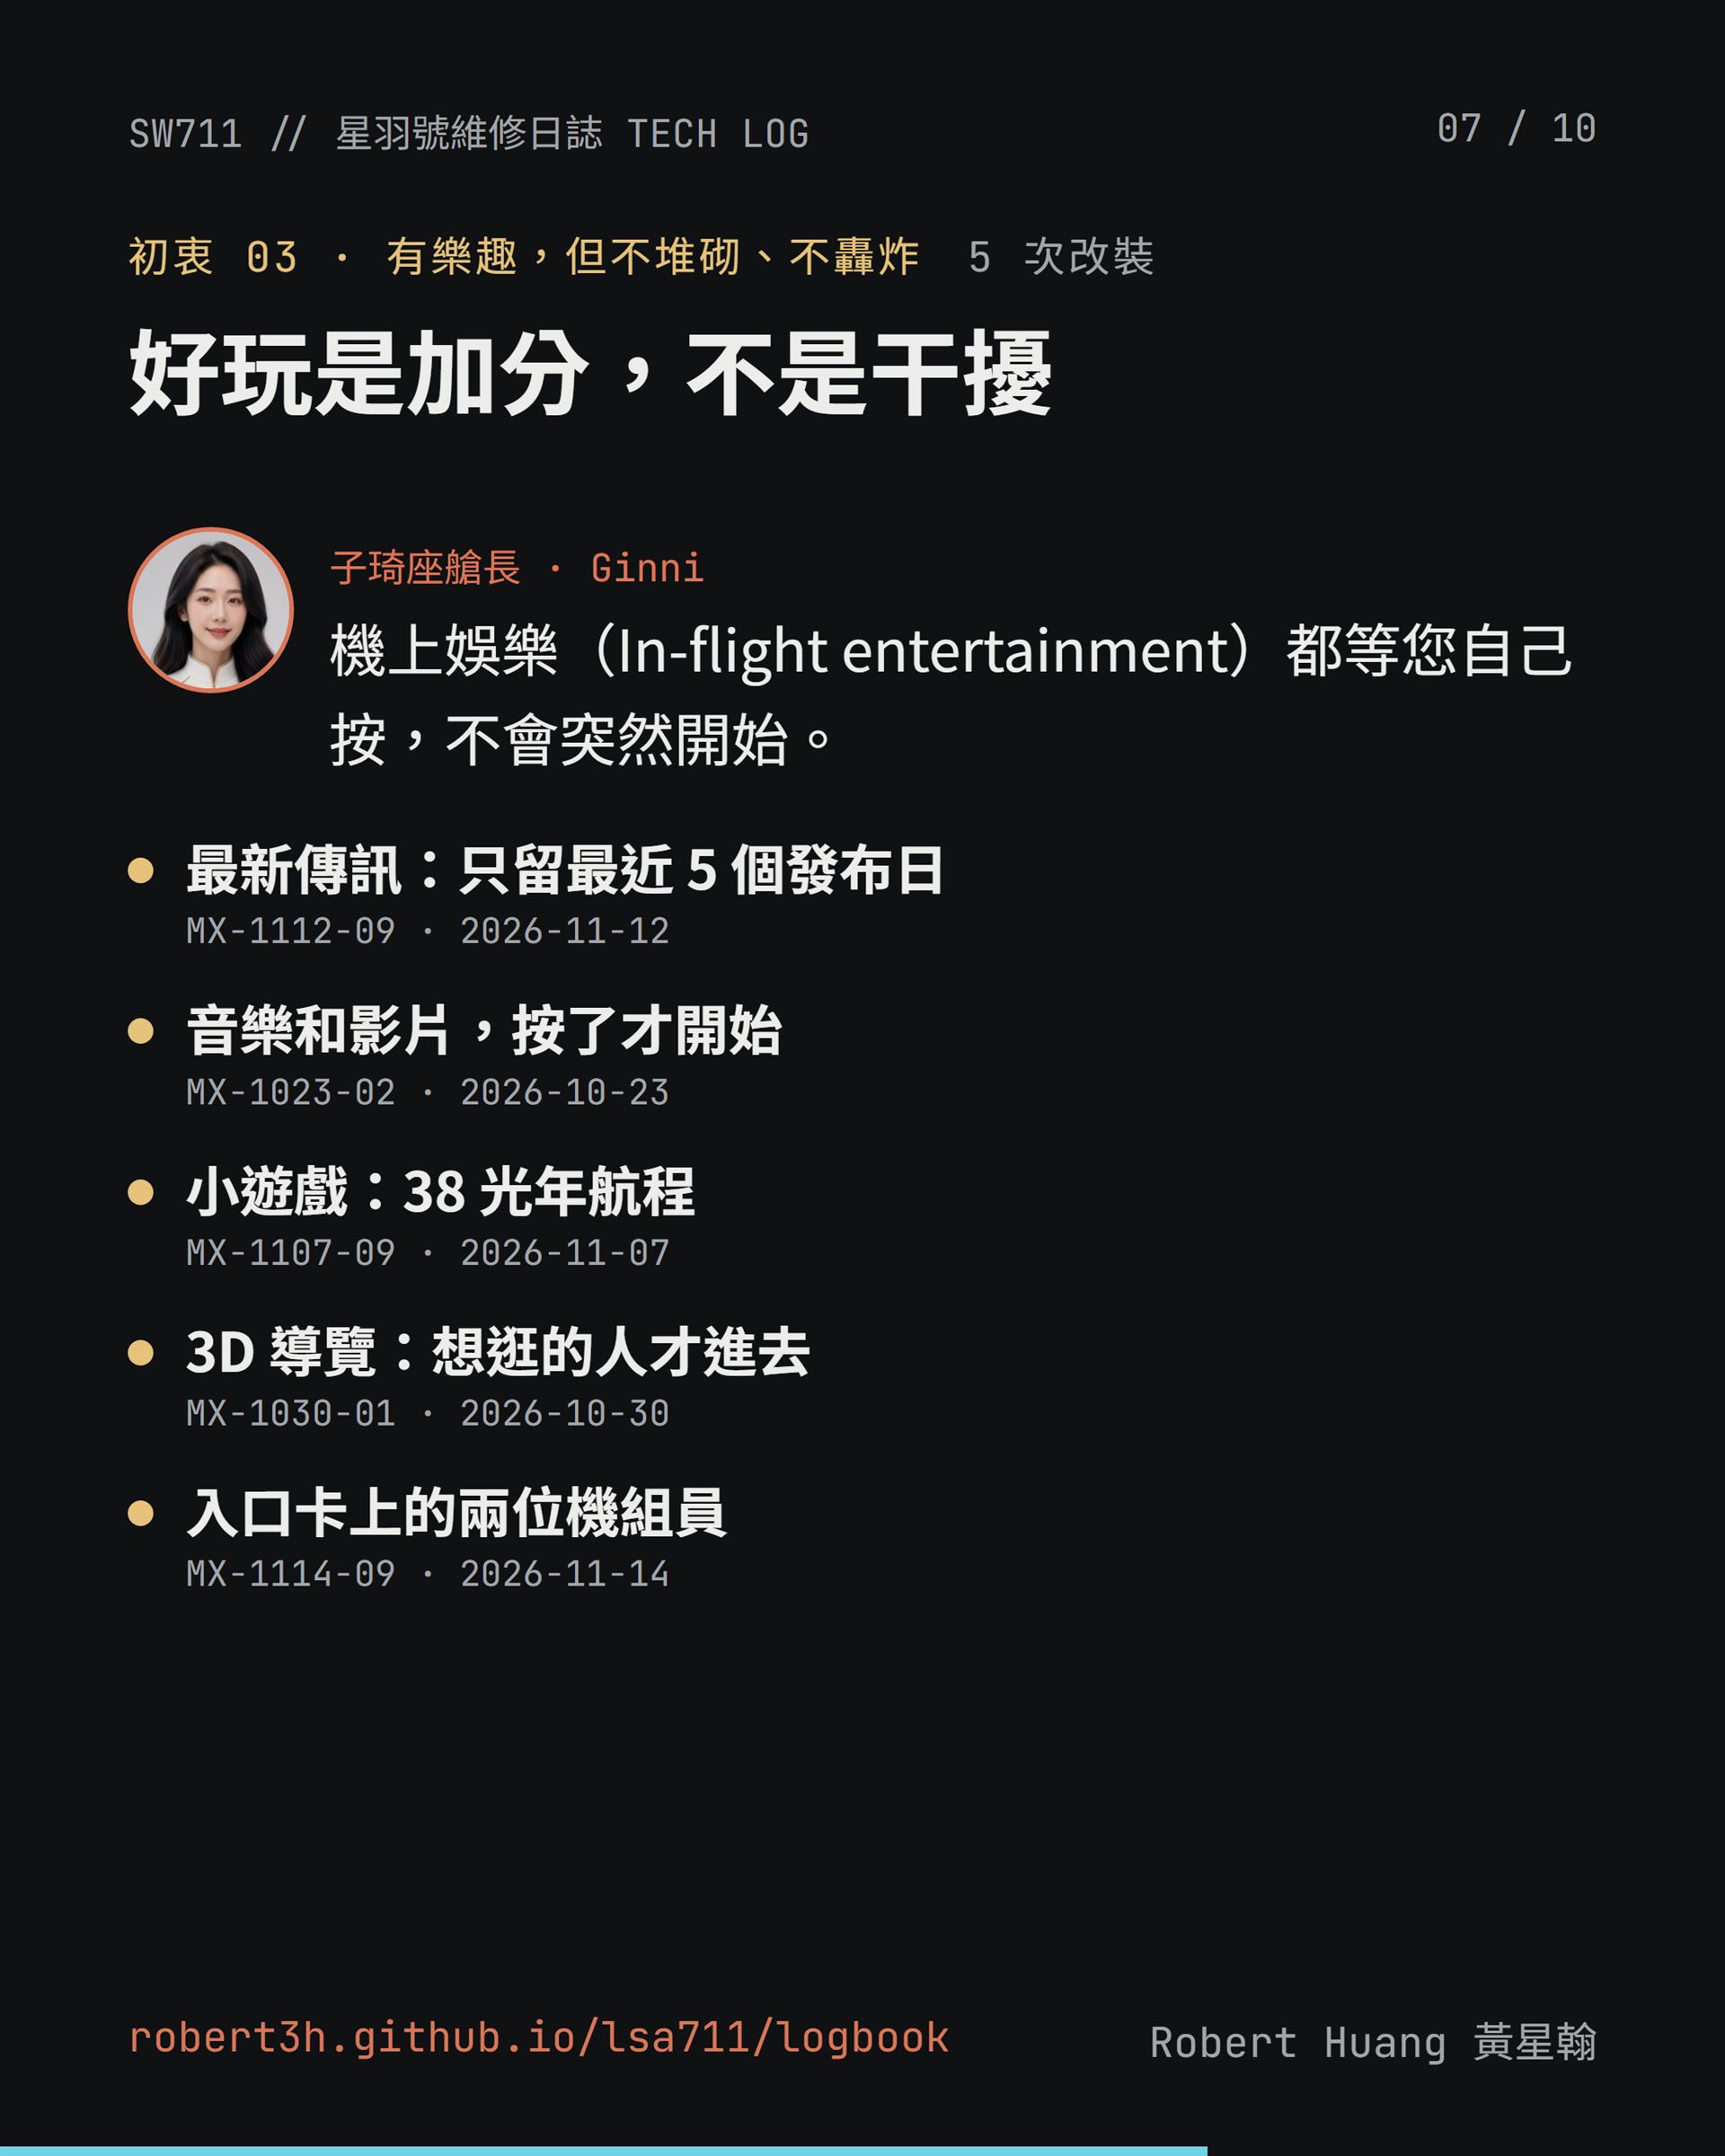 SW711 // 星羽號維修日誌 TECH LOG
07 / 10
初衷 03 · 有樂趣，但不堆砌、不轟炸 5 次改裝
好玩是加分，不是干擾
子琦座艙長 · Ginni
機上娛樂（In-flight entertainment）都等您自己
按，不會突然開始。
最新傳訊：只留最近 5 個發布日
MX-1112-09 · 2026-11-12
音樂和影片，按了才開始
MX-1023-02 · 2026-10-23
小遊戲：38 光年航程
MX-1107-09 · 2026-11-07
3D 導覽：想逛的人才進去
MX-1030-01 · 2026-10-30
入口卡上的兩位機組員
MX-1114-09 · 2026-11-14
robert3h.github.io/lsa711/logbook
Robert Huang 黃星翰